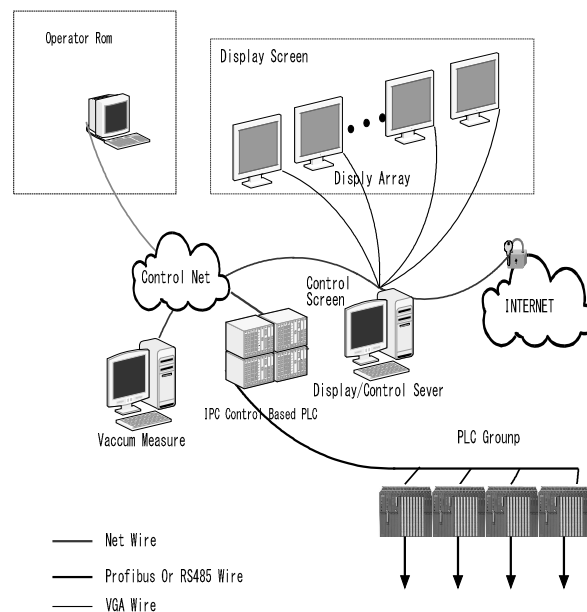 Operator Rom
Display Screen
Disply Array
Control Net
Control
Screen
INTERNET
Display/Control Sever
IPC Control Based PLC
Vaccum Measure
PLC Grounp
Net Wire
Profibus Or RS485 Wire
VGA Wire